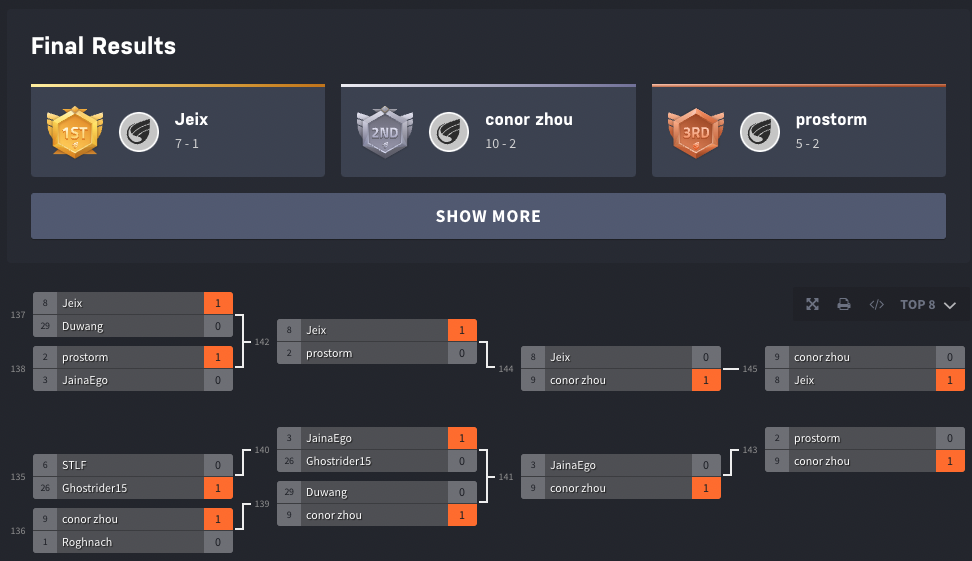 Final Results
1ST Jeix 7 - 1
2ND conor zhou 10 - 2
3RD prostorm 5 - 2
SHOW MORE
TOP 8
137
8 Jeix 1
29 Duwang 0
138
2 prostorm 1
3 JainaEgo 0
142
8 Jeix 1
2 prostorm 0
144
8 Jeix 0
9 conor zhou 1
145
9 conor zhou 0
8 Jeix 1
135
6 STLF 0
26 Ghostrider15 1
136
9 conor zhou 1
1 Roghnach 0
140
3 JainaEgo 1
26 Ghostrider15 0
139
29 Duwang 0
9 conor zhou 1
141
3 JainaEgo 0
9 conor zhou 1
143
2 prostorm 0
9 conor zhou 1